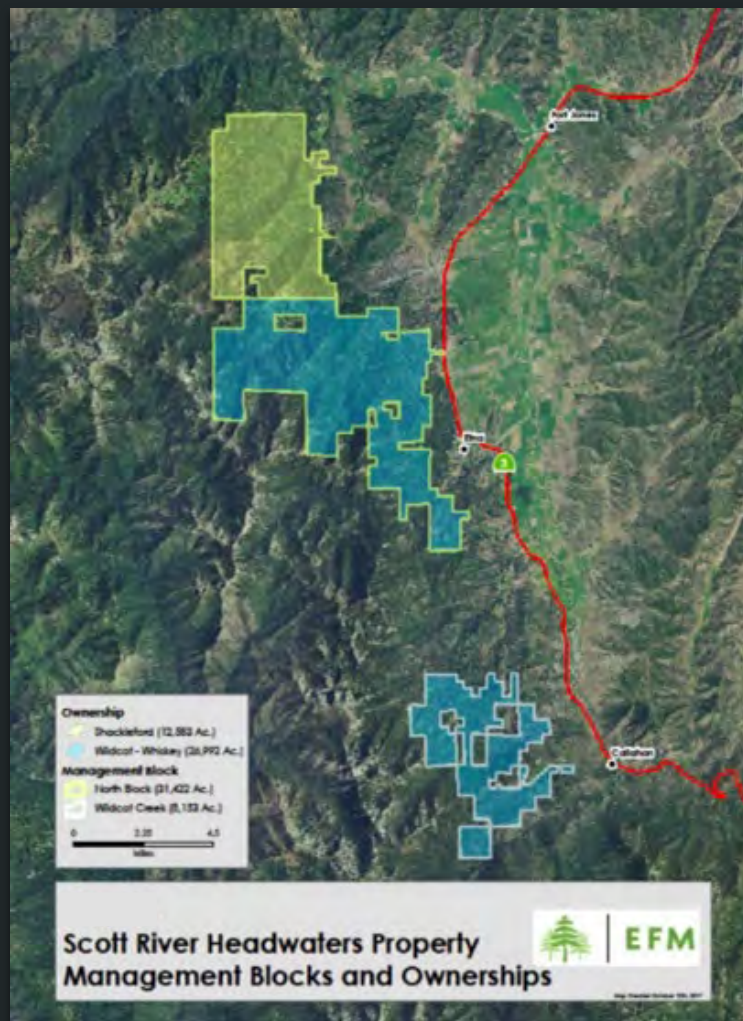 Fort Jones
Etna
3
Callahan
Ownership
Shackleford (12,583 Ac.)
Wildcat - Whiskey (26,992 Ac.)
Management Block
North Block (31,422 Ac.)
Wildcat Creek (8,153 Ac.)
0 2.25 4.5
Miles
Scott River Headwaters Property
Management Blocks and Ownerships
EFM